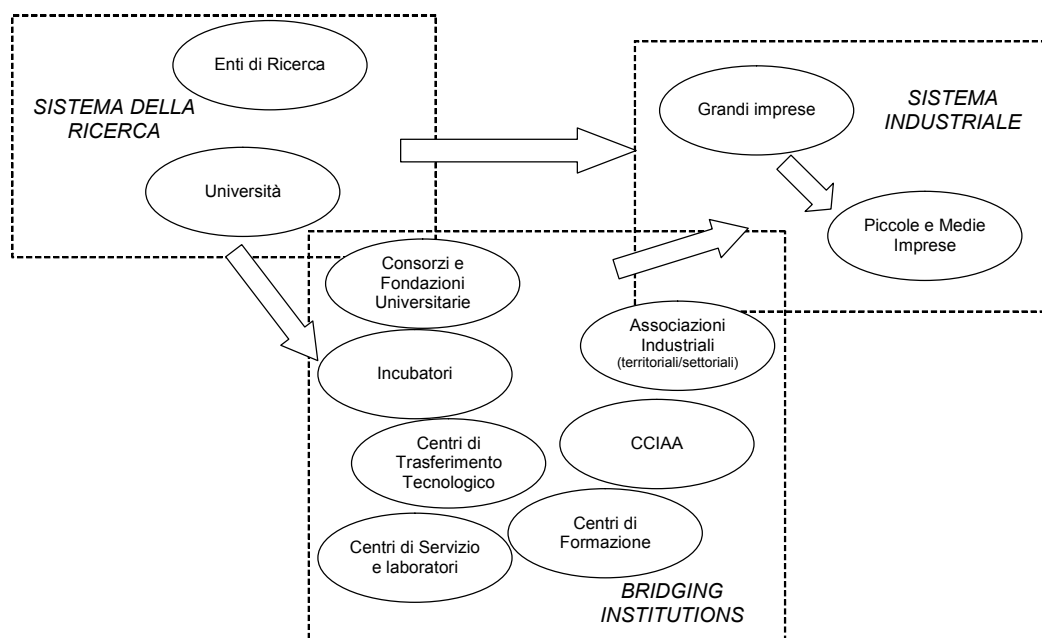 Enti di Ricerca
SISTEMA DELLA
RICERCA
Università
Grandi imprese
SISTEMA
INDUSTRIALE
Piccole e Medie
Imprese
Consorzi e
Fondazioni
Universitarie
Incubatori
Centri di
Trasferimento
Tecnologico
Centri di Servizio
e laboratori
Associazioni
Industriali
(territoriali/settoriali)
CCIAA
Centri di
Formazione
BRIDGING
INSTITUTIONS